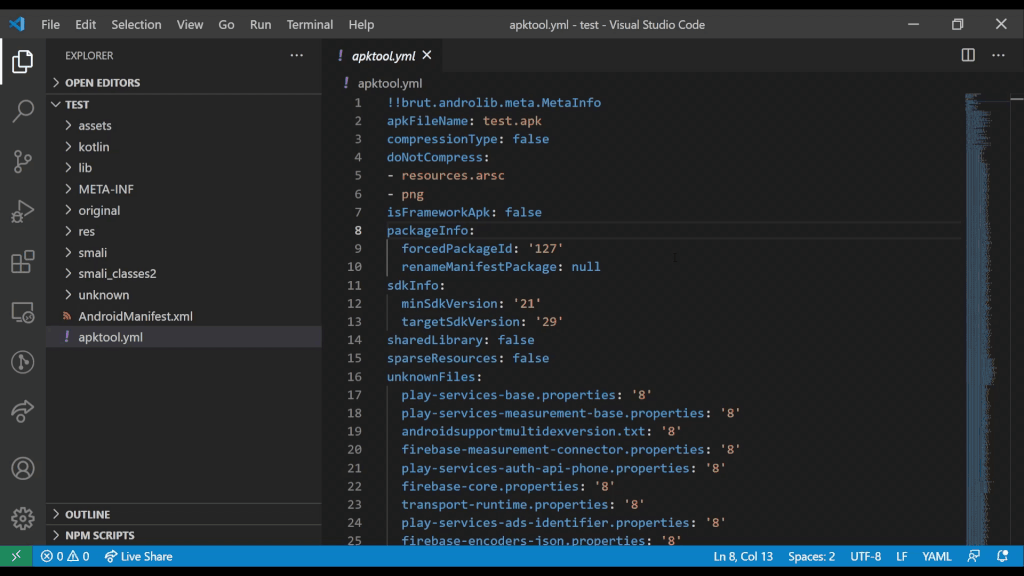 File Edit Selection View Go Run Terminal Help apktool.yml - test - Visual Studio Code
EXPLORER
OPEN EDITORS
TEST
assets
kotlin
lib
META-INF
original
res
smali
smali_classes2
unknown
AndroidManifest.xml
! apktool.yml
OUTLINE
NPM SCRIPTS
! apktool.yml
! apktool.yml
1 !!brut.androlib.meta.MetaInfo
2 apkFileName: test.apk
3 compressionType: false
4 doNotCompress:
5 - resources.arsc
6 - png
7 isFrameworkApk: false
8 packageInfo:
9 forcedPackageId: '127'
10 renameManifestPackage: null
11 sdkInfo:
12 minSdkVersion: '21'
13 targetSdkVersion: '29'
14 sharedLibrary: false
15 sparseResources: false
16 unknownFiles:
17 play-services-base.properties: '8'
18 play-services-measurement-base.properties: '8'
19 androidsupportmultidexversion.txt: '8'
20 firebase-measurement-connector.properties: '8'
21 play-services-auth-api-phone.properties: '8'
22 firebase-core.properties: '8'
23 transport-runtime.properties: '8'
24 play-services-ads-identifier.properties: '8'
25 firebase-encoders-json.properties: '8'
0 0 Live Share Ln 8, Col 13 Spaces: 2 UTF-8 LF YAML